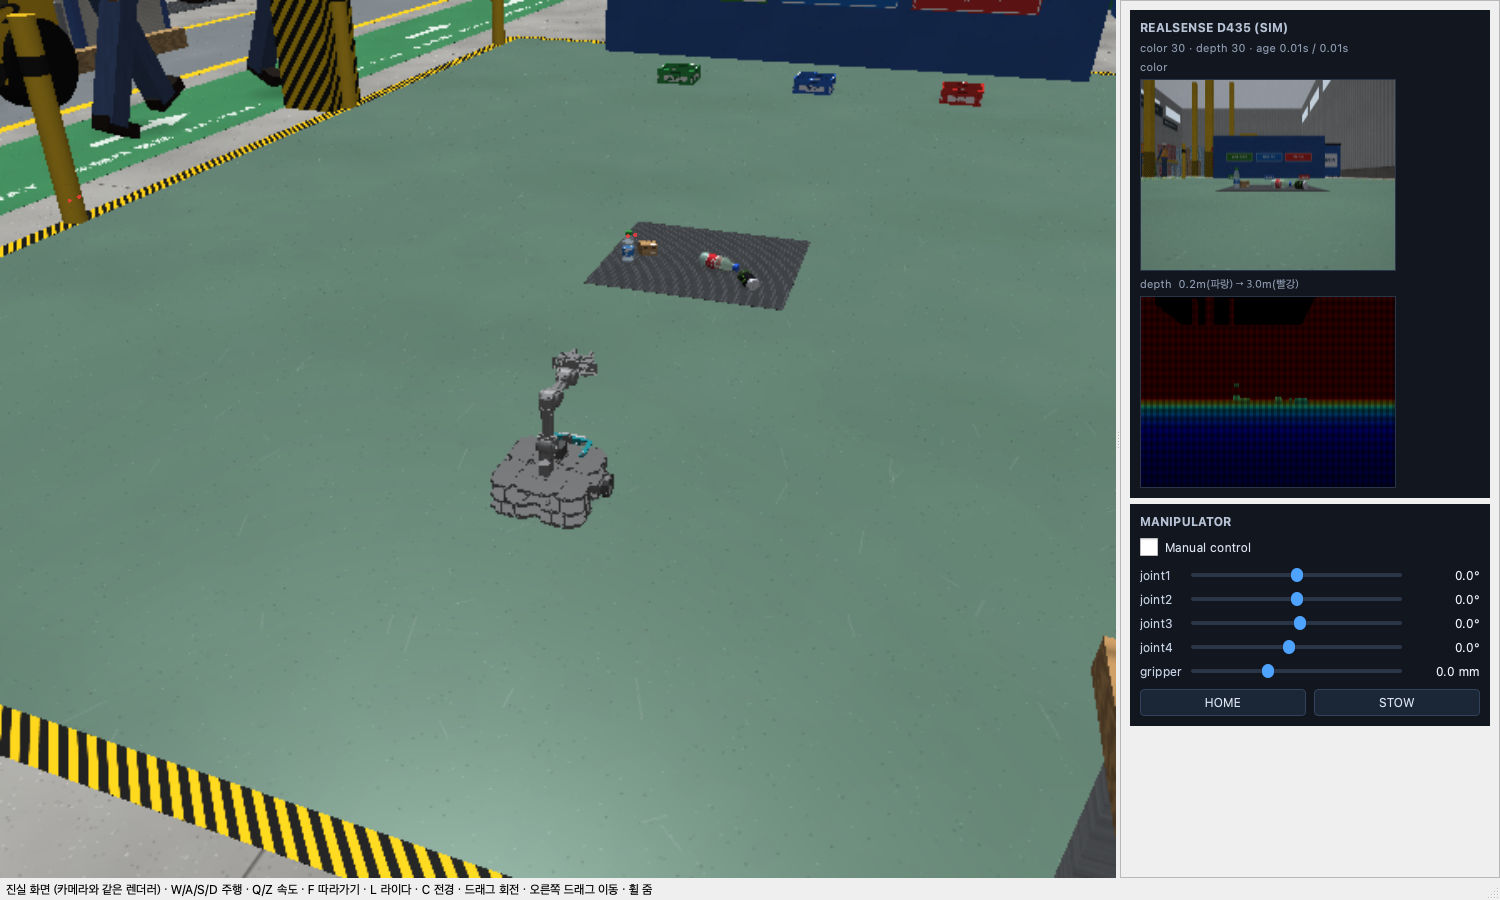 REALSENSE D435 (SIM)
color 30 · depth 30 · age 0.01s / 0.01s
color
depth 0.2m(파랑) → 3.0m(빨강)
MANIPULATOR
Manual control
joint1 0.0°
joint2 0.0°
joint3 0.0°
joint4 0.0°
gripper 0.0 mm
HOME STOW
진실 화면 (카메라와 같은 렌더러) · W/A/S/D 주행 · Q/Z 속도 · F 따라가기 · L 라이다 · C 전경 · 드래그 회전 · 오른쪽 드래그 이동 · 휠 줌